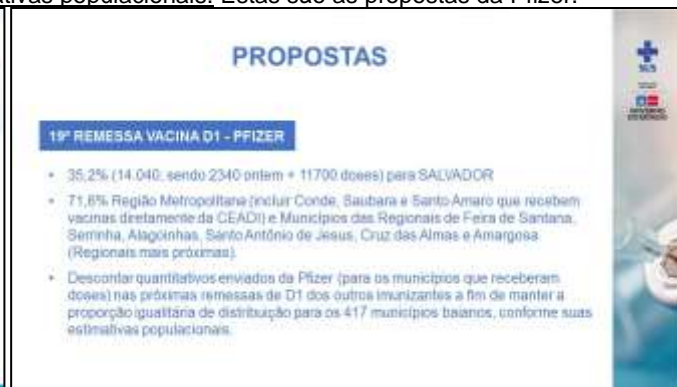 ativas populacionais. Estas são as propostas da Pfizer.
PROPOSTAS
19ª REMESSA VACINA D1 - PFIZER
• 35,2% (14.040, sendo 2340 ontem + 11700 doses) para SALVADOR
• 71,6% Região Metropolitana (incluir Conde, Saubara e Santo Amaro que recebem
vacinas diretamente da CEADI) e Municípios das Regionais de Feira de Santana,
Serrinha, Alagoinhas, Santo Antônio de Jesus, Cruz das Almas e Amargosa
(Regionais mais próximas).
• Descontar quantitativos enviados da Pfizer (para os municípios que receberam
doses) nas próximas remessas de D1 dos outros imunizantes a fim de manter a
proporção igualitária de distribuição para os 417 municípios baianos, conforme suas
estimativas populacionais.
SUS